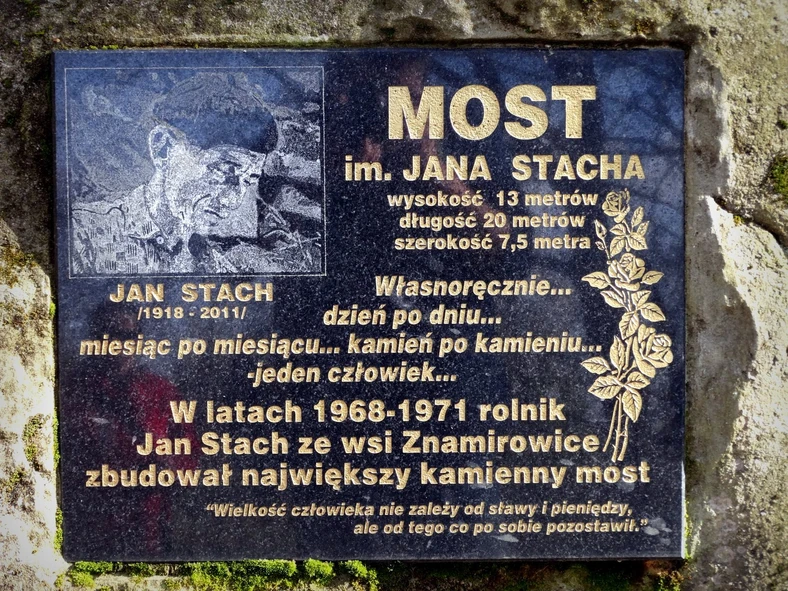 MOST
im. JANA STACHA
wysokość 13 metrów
długość 20 metrów
szerokość 7,5 metra
JAN STACH
/1918 - 2011/
Własnoręcznie...
dzień po dniu...
miesiąc po miesiącu... kamień po kamieniu...
-jeden człowiek...
W latach 1968-1971 rolnik
Jan Stach ze wsi Znamirowice
zbudował największy kamienny most
“Wielkość człowieka nie zależy od sławy i pieniędzy,
ale od tego co po sobie pozostawił.”